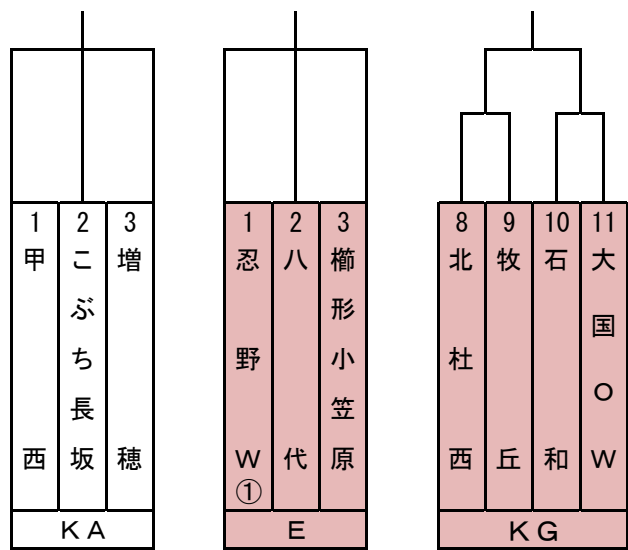 1 甲西
2 こぶち長坂
3 増穂
KA
1 忍野W①
2 八代
3 櫛形小笠原
E
8 北杜西
9 牧丘
10 石和
11 大国OW
KG